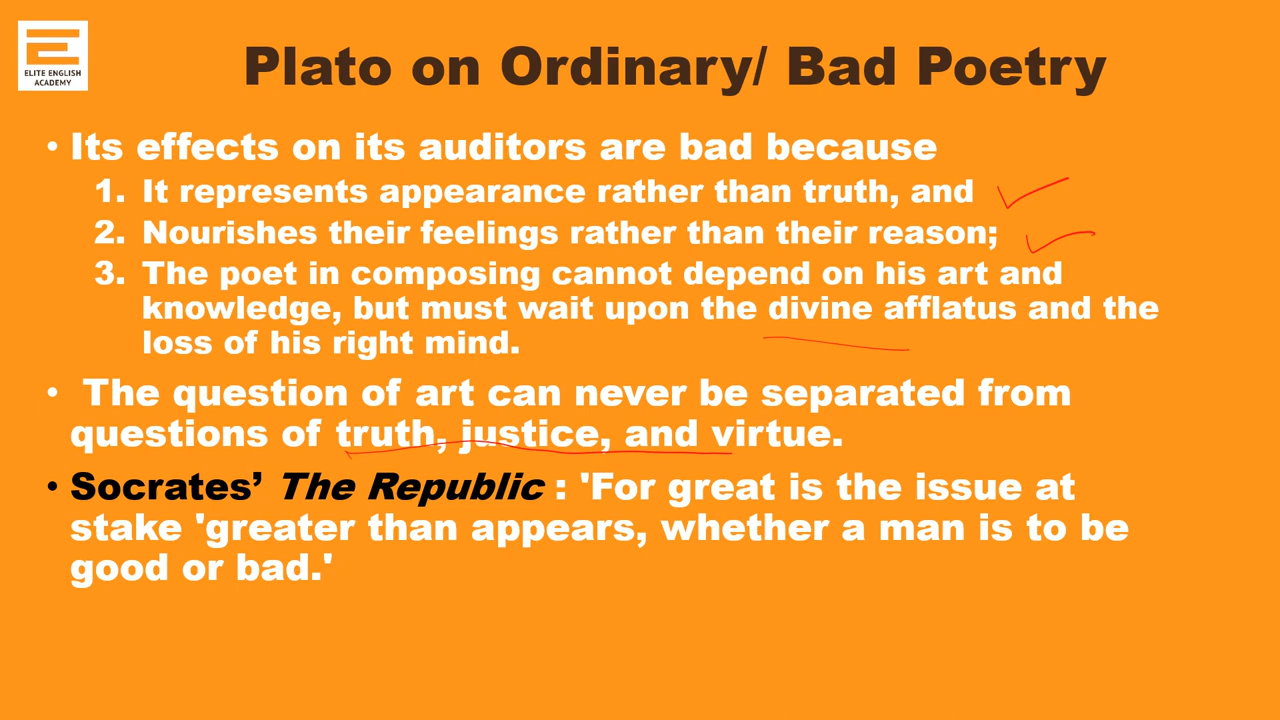 ELITE ENGLISH
ACADEMY
Plato on Ordinary/ Bad Poetry
• Its effects on its auditors are bad because
1. It represents appearance rather than truth, and
2. Nourishes their feelings rather than their reason;
3. The poet in composing cannot depend on his art and
knowledge, but must wait upon the divine afflatus and the
loss of his right mind.
• The question of art can never be separated from
questions of truth, justice, and virtue.
• Socrates’ The Republic : 'For great is the issue at
stake 'greater than appears, whether a man is to be
good or bad.'